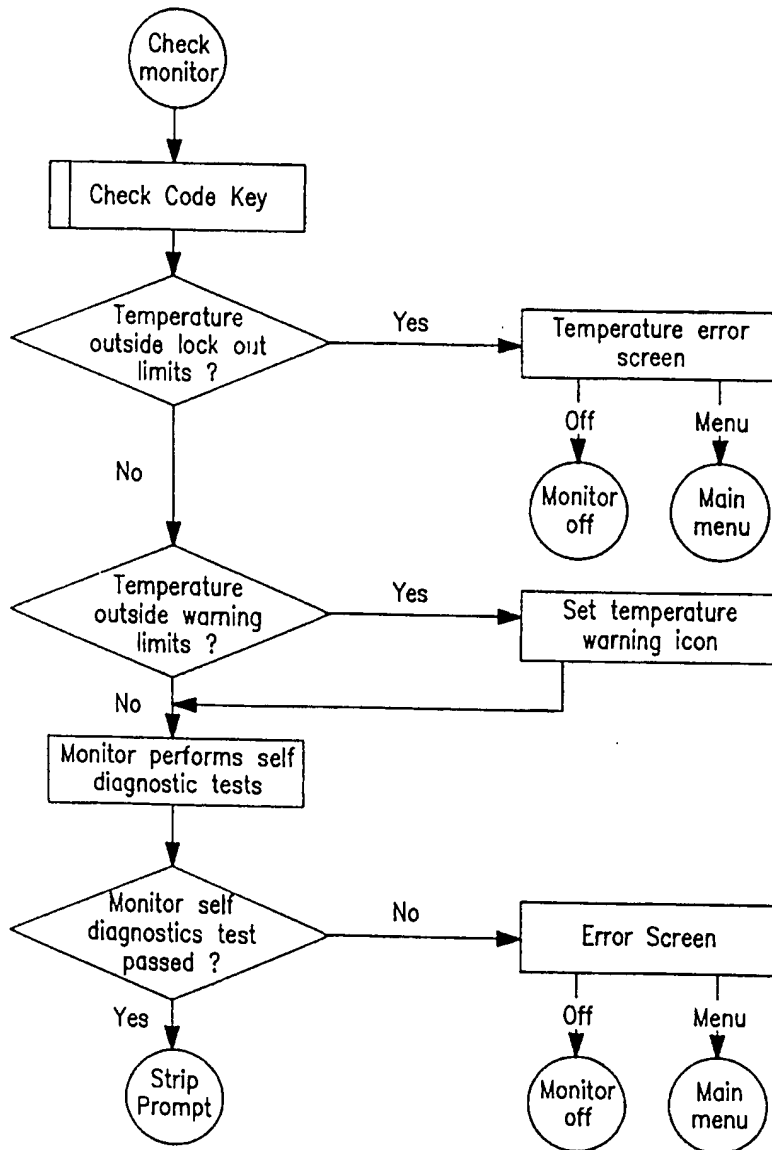 Check
monitor
Check Code Key
Temperature
outside lock out
limits ?
Yes
Temperature error
screen
Off
Menu
No
Monitor
off
Main
menu
Temperature
outside warning
limits ?
Yes
Set temperature
warning icon
No
Monitor performs self
diagnostic tests
Monitor self
diagnostics test
passed ?
No
Error Screen
Yes
Off
Menu
Strip
Prompt
Monitor
off
Main
menu